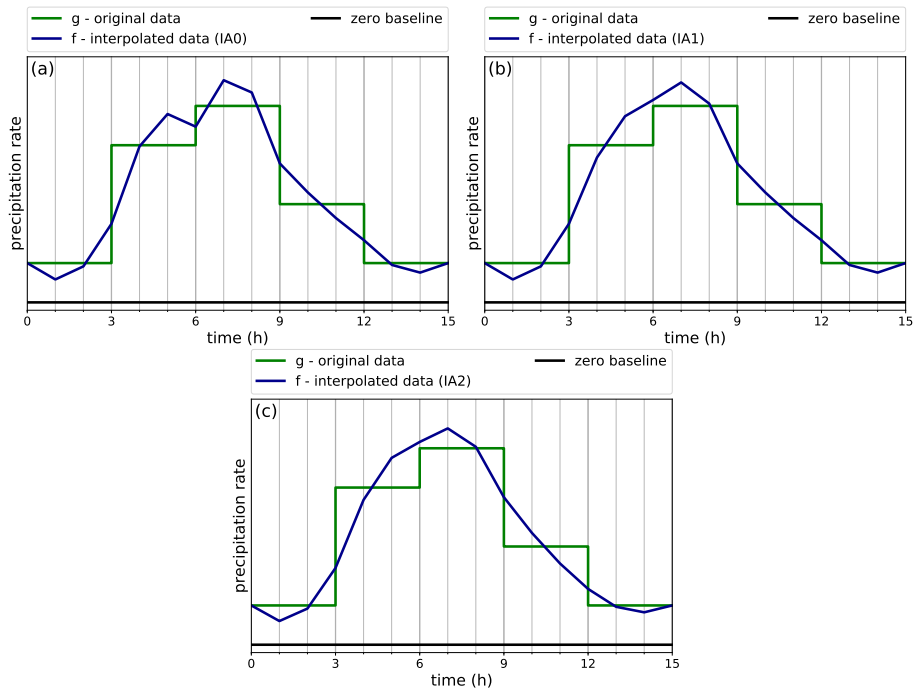 g - original data
zero baseline
f - interpolated data (IA0)
(a)
precipitation rate
0 3 6 9 12 15
time (h)
g - original data
zero baseline
f - interpolated data (IA1)
(b)
precipitation rate
0 3 6 9 12 15
time (h)
g - original data
zero baseline
f - interpolated data (IA2)
(c)
precipitation rate
0 3 6 9 12 15
time (h)